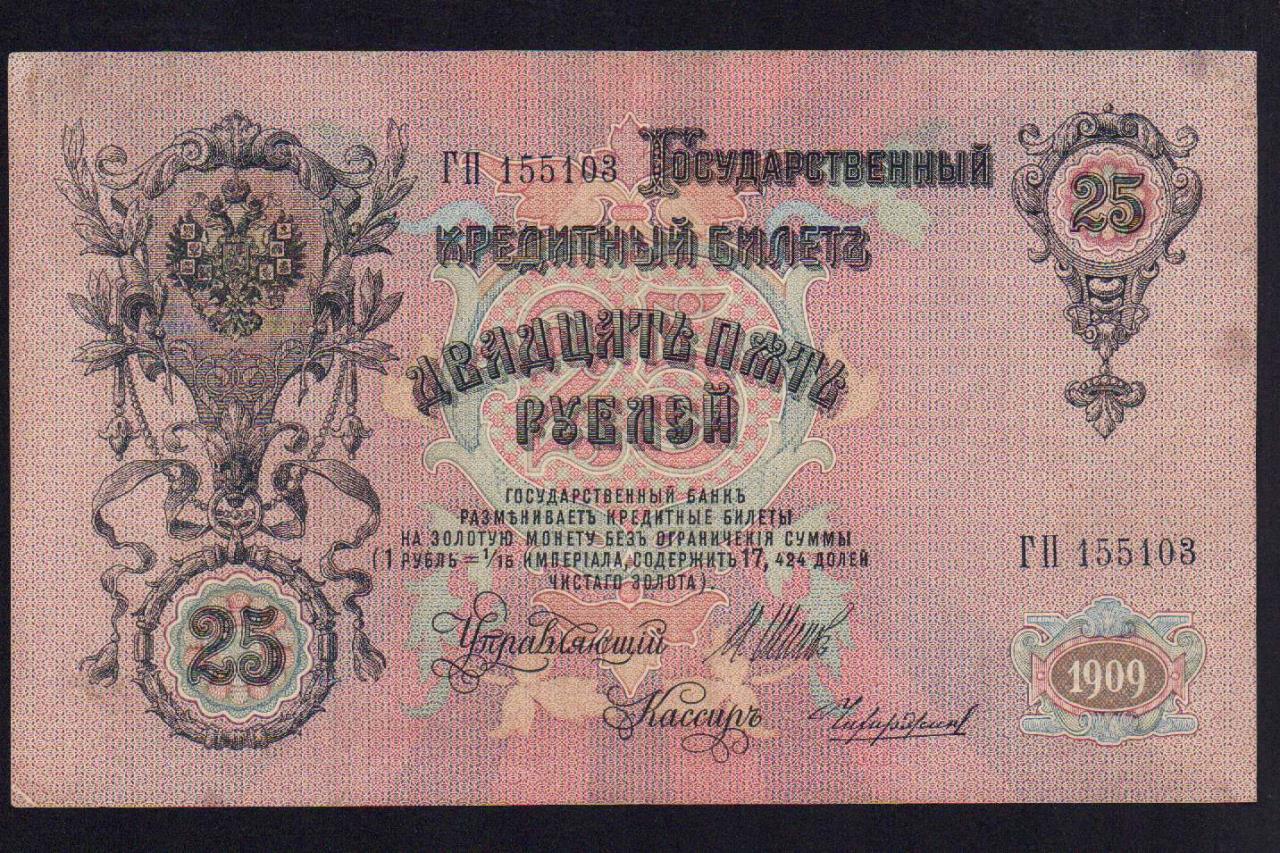 ГП 155103 Государственный
25
КРЕДИТНЫЙ БИЛЕТЪ
ДВАДЦАТЬ ПѦТЬ
РУБЛЕЙ
ГОСУДАРСТВЕННЫЙ БАНКЪ
РАЗМѢНИВАЕТЪ КРЕДИТНЫЕ БИЛЕТЫ
НА ЗОЛОТУЮ МОНЕТУ БЕЗЪ ОГРАНИЧЕНІЯ СУММЫ
(1 РУБЛЬ = 1/15 ИМПЕРІАЛА, СОДЕРЖИТЪ 17, 424 ДОЛЕЙ
ЧИСТАГО ЗОЛОТА).
ГП 155103
25
Управляющій
Кассиръ
1909